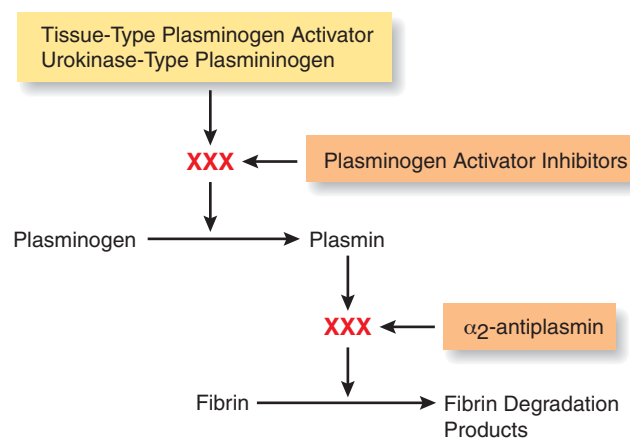 Tissue-Type Plasminogen Activator
Urokinase-Type Plasmininogen
XXX
Plasminogen Activator Inhibitors
Plasminogen
Plasmin
XXX
α2-antiplasmin
Fibrin
Fibrin Degradation
Products